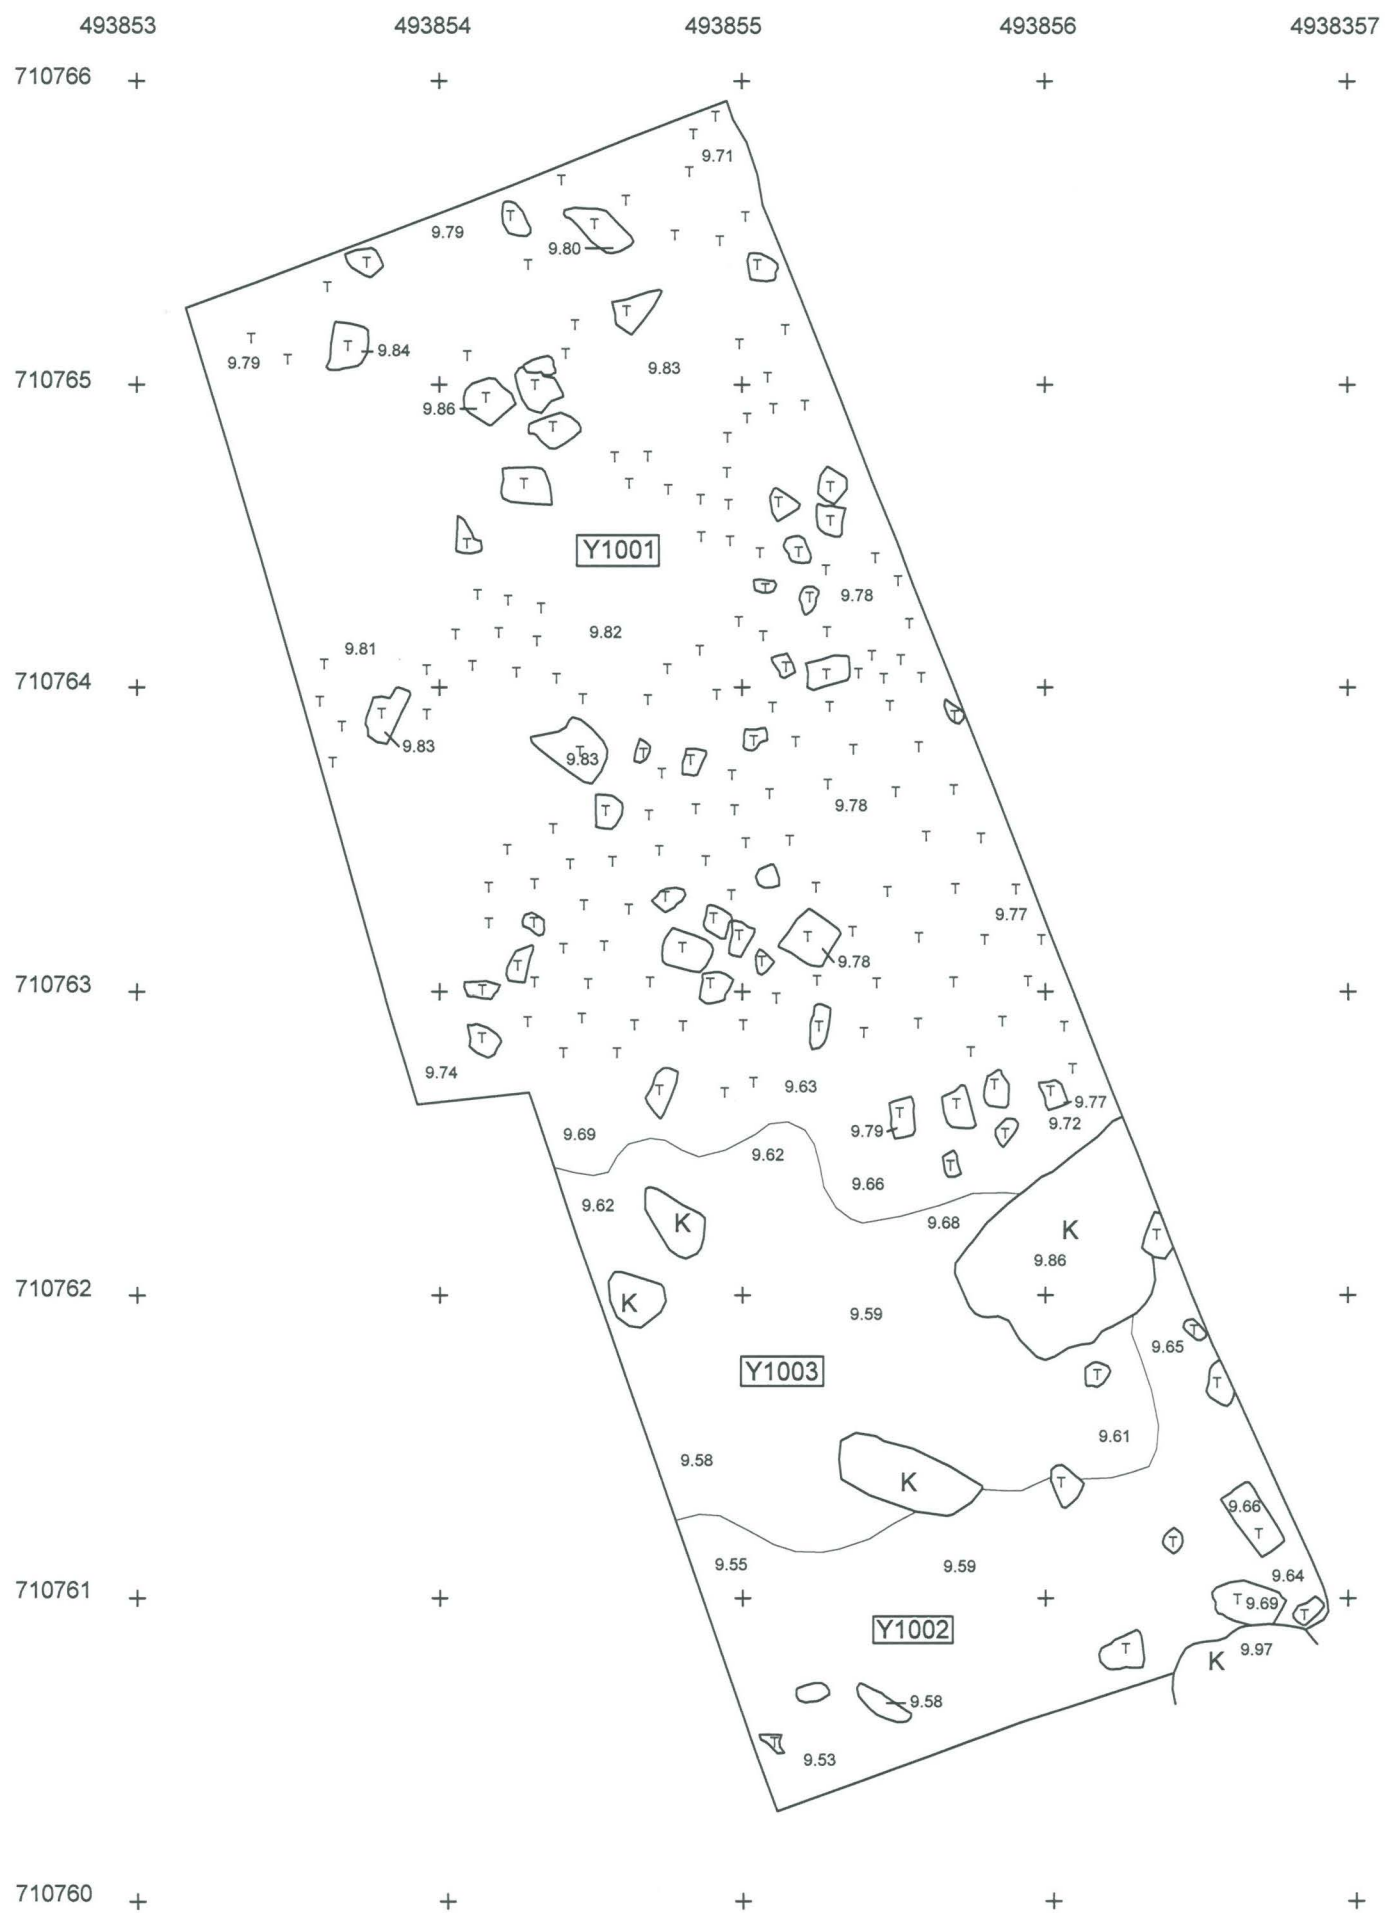 493853 493854 493855 493856 4938357
710766
T
T
9.71
T
T
T
T T T
9.79 T T
9.80
T T
T
T
T
T
T T
9.79 T T 9.84 T T T
9.83
710765
T T
9.86 T T T T
T
T T T
T T T T T
T T T T
T T T T
Y1001 T T T
T T T
T T 9.78
T T T
T T T 9.82 T T T
9.81 T T
T T T T T T T T T
710764
T T T T T T T
T T T T T T T
9.83 T 9.83 T T T T T T
T T T
T T T T
T T T T 9.78
T T T
T T T T
T T T T
T T T T T T
T T T T 9.77
T T T T T T
T T T T T T 9.78
T T T T
710763
T T T T T T T T
T T T T T T T T T
T T T T
9.74 T
T T T 9.63 T T 9.77
9.79 T T 9.72
9.69 T
9.62
T
9.66
9.62
K 9.68 K T
9.86
710762
K 9.59 T
9.65
Y1003 T T
9.61
9.58
K T
9.66
T T
9.55 9.59 9.64
710761
T 9.69 T
Y1002
T K 9.97
9.58
T 9.53
710760